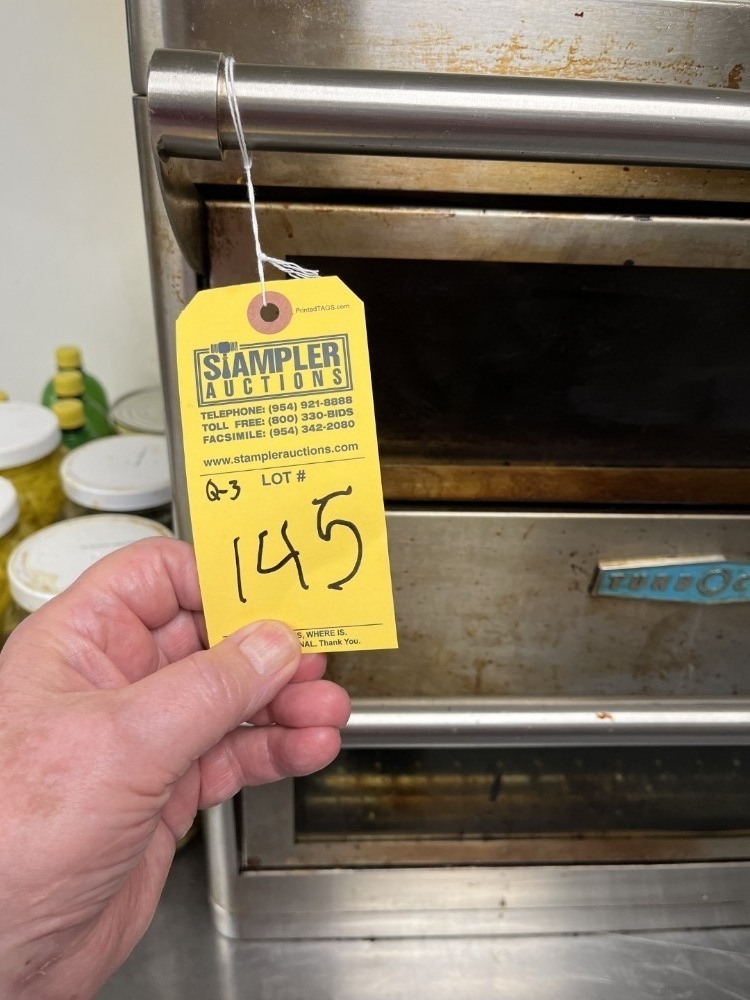 PrintedTAGS.com
STAMPLER
AUCTIONS
TELEPHONE: (954) 921-8888
TOLL FREE: (800) 330-BIDS
FACSIMILE: (954) 342-2080
www.stamplerauctions.com
Q-3 LOT #
145
WHERE IS.
Thank You.